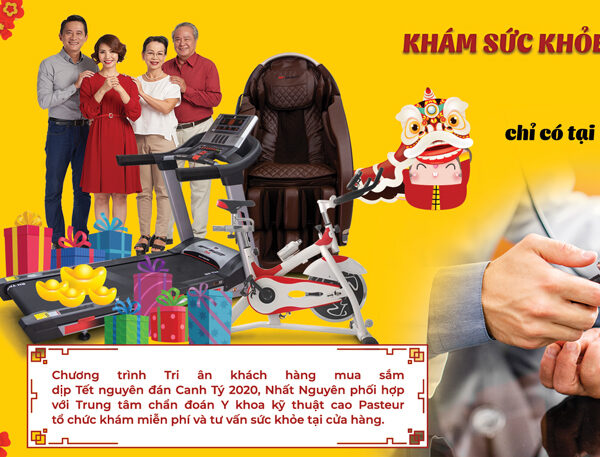 KHÁM SỨC KHỎE
chỉ có tại
Chương trình Tri ân khách hàng mua sắm
dịp Tết nguyên đán Canh Tý 2020, Nhất Nguyên phối hợp
với Trung tâm chẩn đoán Y khoa kỹ thuật cao Pasteur
tổ chức khám miễn phí và tư vấn sức khỏe tại cửa hàng.